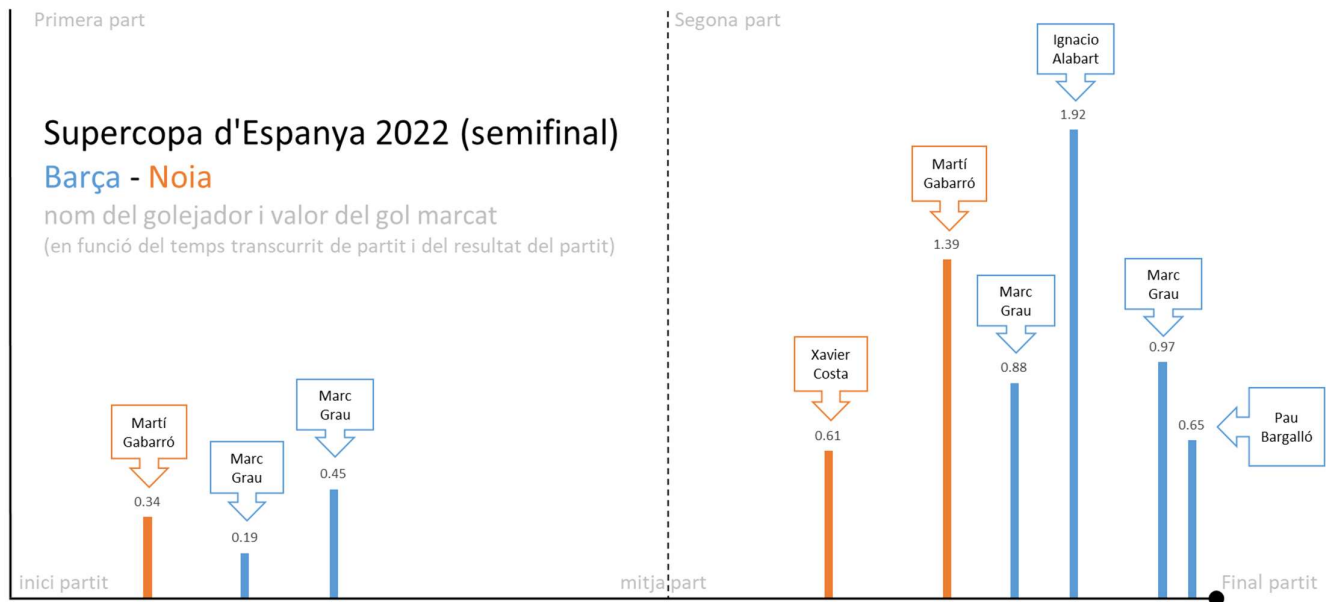 Primera part
Segona part
Supercopa d'Espanya 2022 (semifinal)
Barça - Noia
nom del golejador i valor del gol marcat
(en funció del temps transcurrit de partit i del resultat del partit)
Martí
Gabarró
0.34
Marc
Grau
0.19
Marc
Grau
0.45
Xavier
Costa
0.61
Martí
Gabarró
1.39
Marc
Grau
0.88
Ignacio
Alabart
1.92
Marc
Grau
0.97
0.65
Pau
Bargalló
inici partit
mitja part
Final partit